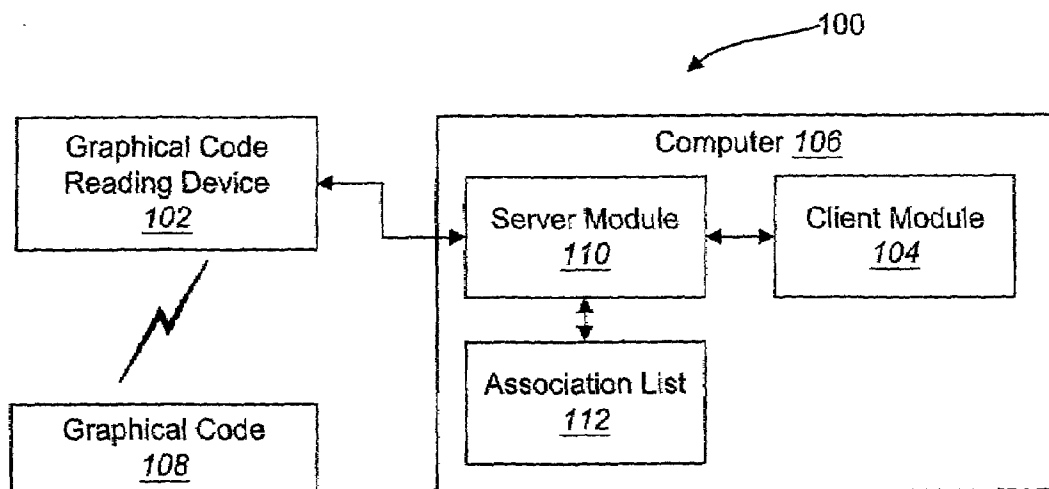 100
Graphical Code
Reading Device
102
Computer 106
Server Module
110
Client Module
104
Association List
112
Graphical Code
108